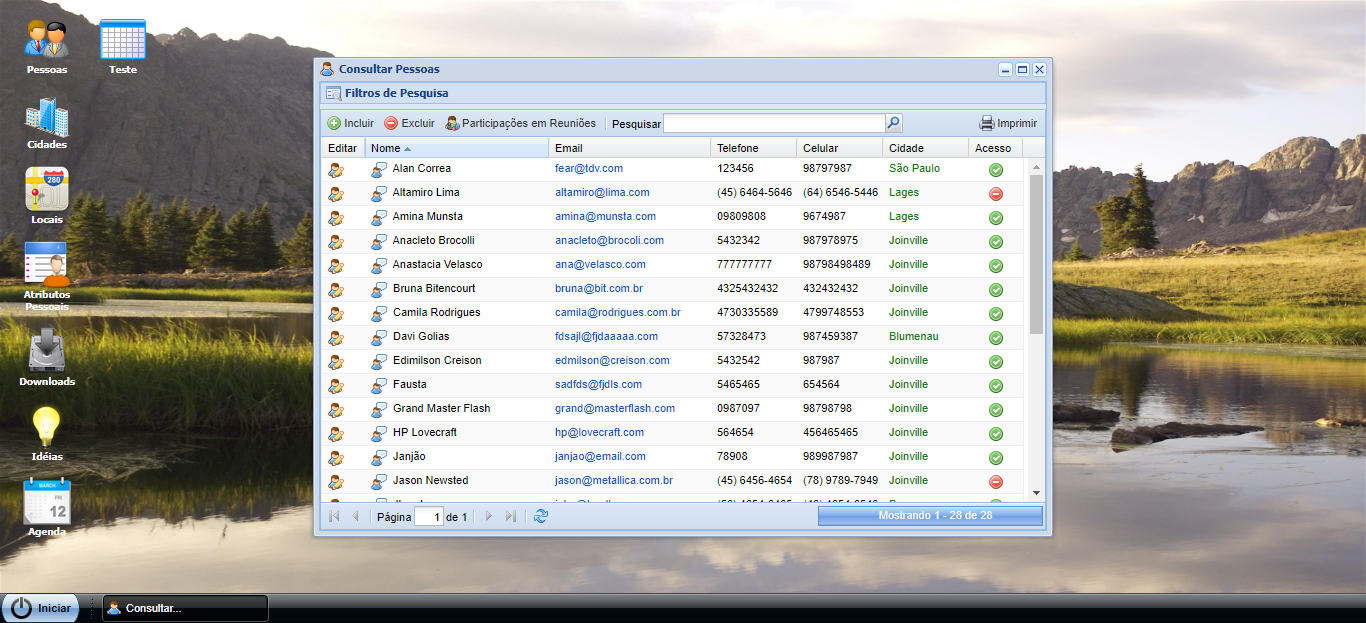 Pessoas
Teste
Cidades
280
Locais
Atributos
Pessoais
Downloads
Idéias
MARCH
FRI
12
Agenda
Consultar Pessoas
Filtros de Pesquisa
Incluir Excluir Participações em Reuniões Pesquisar Imprimir
Editar Nome Email Telefone Celular Cidade Acesso
Alan Correa fear@tdv.com 123456 98797987 São Paulo
Altamiro Lima altamiro@lima.com (45) 6464-5646 (64) 6546-5446 Lages
Amina Munsta amina@munsta.com 09809808 9674987 Lages
Anacleto Brocolli anacleto@brocoli.com 5432342 987978975 Joinville
Anastacia Velasco ana@velasco.com 777777777 98798498489 Joinville
Bruna Bitencourt bruna@bit.com.br 4325432432 432432432 Joinville
Camila Rodrigues camila@rodrigues.com.br 4730335589 4799748553 Joinville
Davi Golias fdsajl@fjdaaaaa.com 57328473 987459387 Blumenau
Edimilson Creison edmilson@creison.com 5432542 987987 Joinville
Fausta sadfds@fjdls.com 5465465 654564 Joinville
Grand Master Flash grand@masterflash.com 0987097 98798798 Joinville
HP Lovecraft hp@lovecraft.com 564654 456465465 Joinville
Janjão janjao@email.com 78908 989987987 Joinville
Jason Newsted jason@metallica.com.br (45) 6456-4654 (78) 9789-7949 Joinville
Página 1 de 1 Mostrando 1 - 28 de 28
Iniciar Consultar...